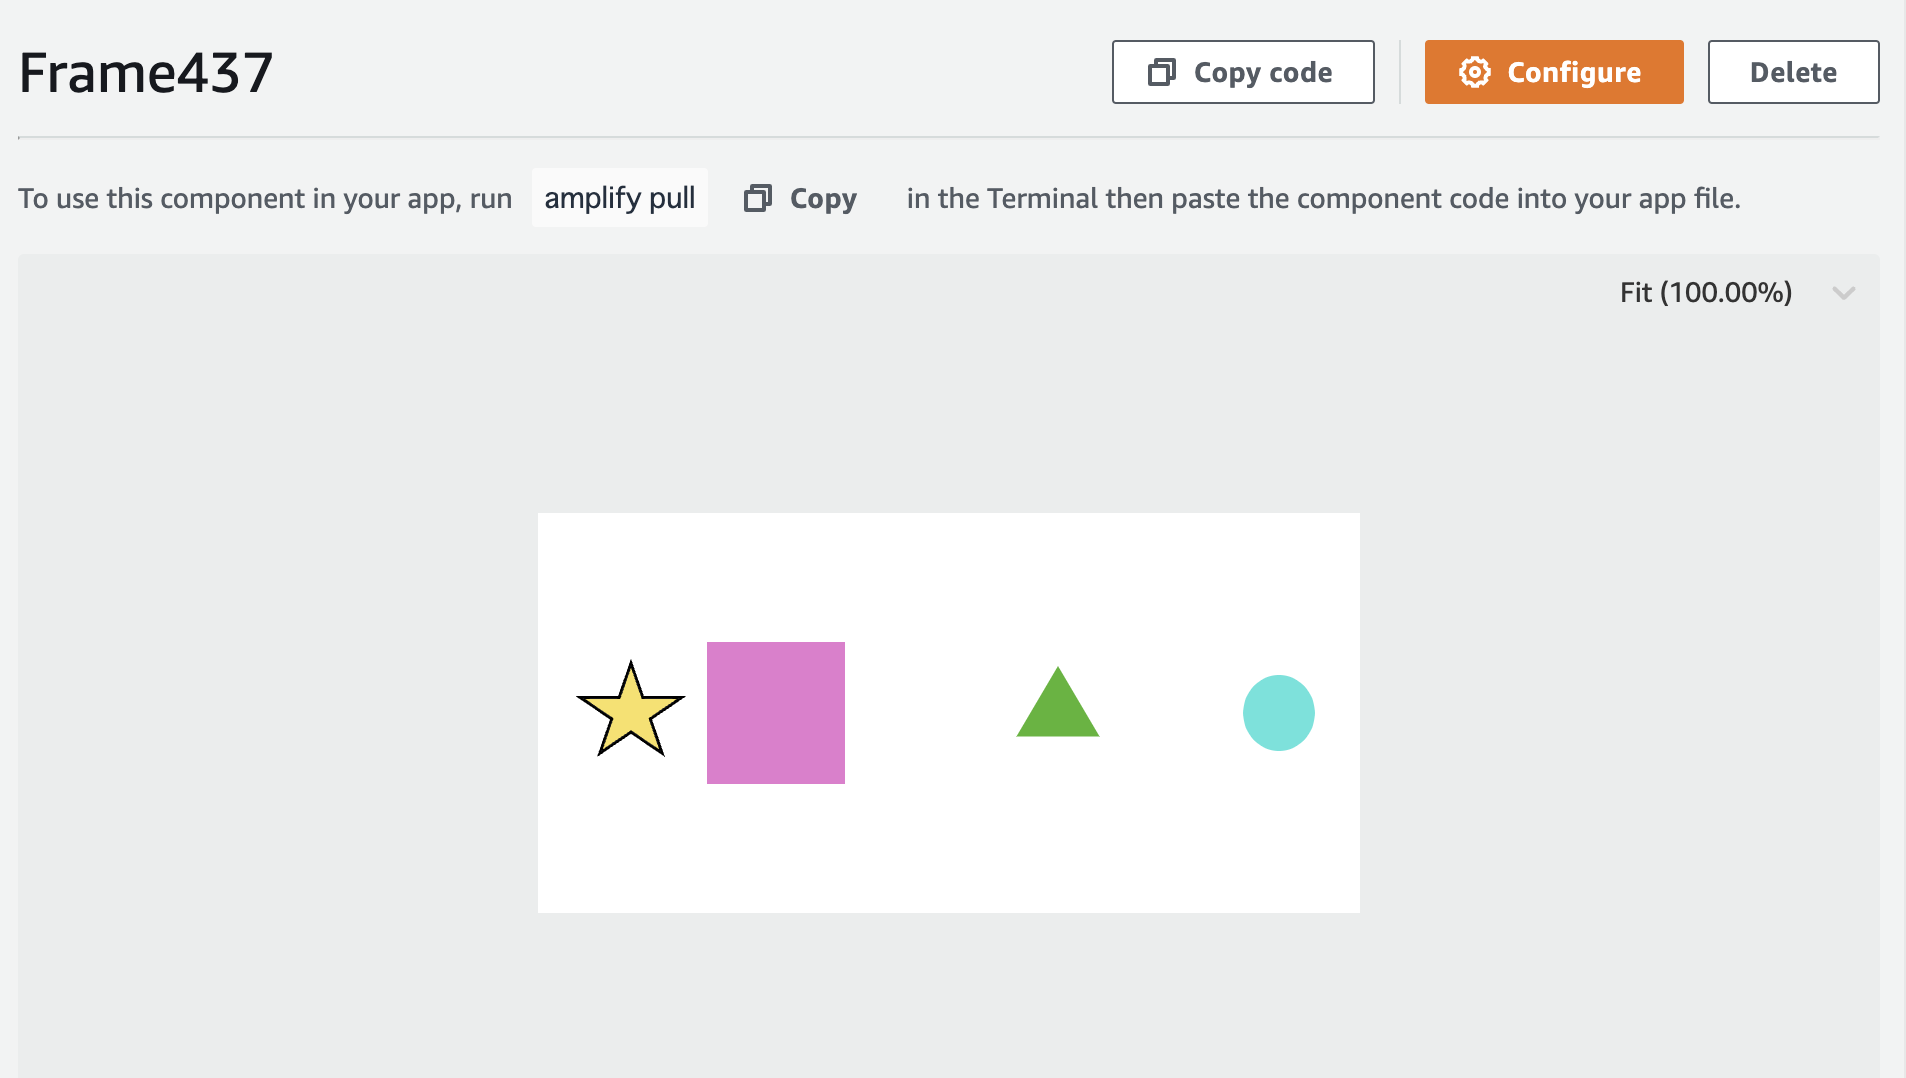 Frame437
Copy code
Configure
Delete
To use this component in your app, run amplify pull Copy in the Terminal then paste the component code into your app file.
Fit (100.00%)